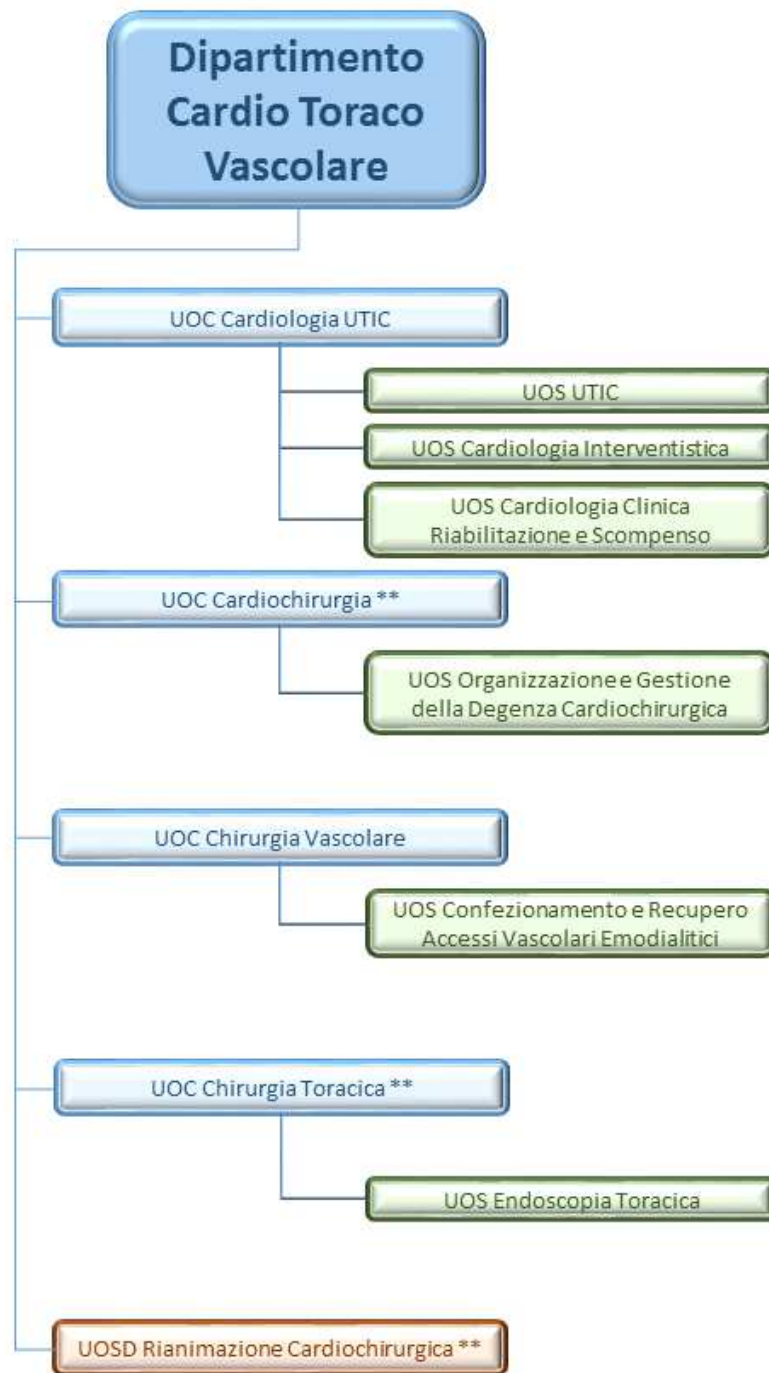 Dipartimento
Cardio Toraco
Vascolare
UOC Cardiologia UTIC
UOS UTIC
UOS Cardiologia Interventistica
UOS Cardiologia Clinica
Riabilitazione e Scompenso
UOC Cardiochirurgia **
UOS Organizzazione e Gestione
della Degenza Cardiochirurgica
UOC Chirurgia Vascolare
UOS Confezionamento e Recupero
Accessi Vascolari Emodialitici
UOC Chirurgia Toracica **
UOS Endoscopia Toracica
UOSD Rianimazione Cardiochirurgica **